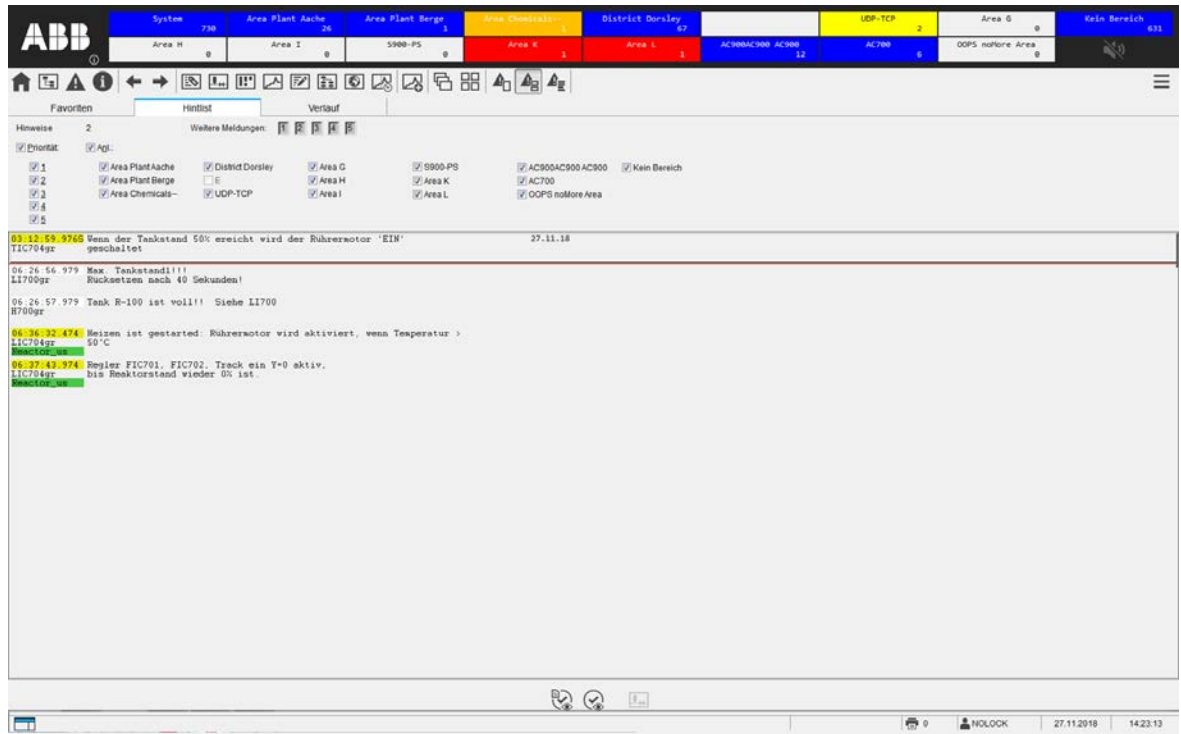 ABB
System
730
Area Plant Aache
26
Area Plant Berge
1
Area Chemicals--
1
District Dorsley
67
UDP-TCP
2
Area G
0
Kein Bereich
631
Area H
0
Area I
0
S900-PS
0
Area K
1
Area L
1
AC900AC900 AC900
12
AC700
6
OOPS noMore Area
0
Favoriten
Hintlist
Verlauf
Hinweise 2 Weitere Meldungen: 1 2 3 4 5
Priorität: Agl.:
1 Area Plant Aache District Dorsley Area G S900-PS AC900AC900 AC900 Kein Bereich
2 Area Plant Berge E Area H Area K AC700
3 Area Chemicals-- UDP-TCP Area I Area L OOPS noMore Area
4
5
03:12:59.976S Wenn der Tankstand 50% ereicht wird der Rührermotor 'EIN' 27.11.18
TIC704gr geschaltet
06:26:56.979 Max. Tankstand1!!!
LI700gr Rücksetzen nach 40 Sekunden!
06:26:57.979 Tank R-100 ist voll!! Siehe LI700
H700gr
06:36:32.474 Heizen ist gestarted: Rührermotor wird aktiviert, wenn Temperatur >
LIC704gr 50°C
Reactor_us
06:37:43.974 Regler FIC701, FIC702, Track ein Y=0 aktiv,
LIC704gr bis Reaktorstand wieder 0% ist.
Reactor_us
0 NOLOCK 27.11.2018 14:23:13